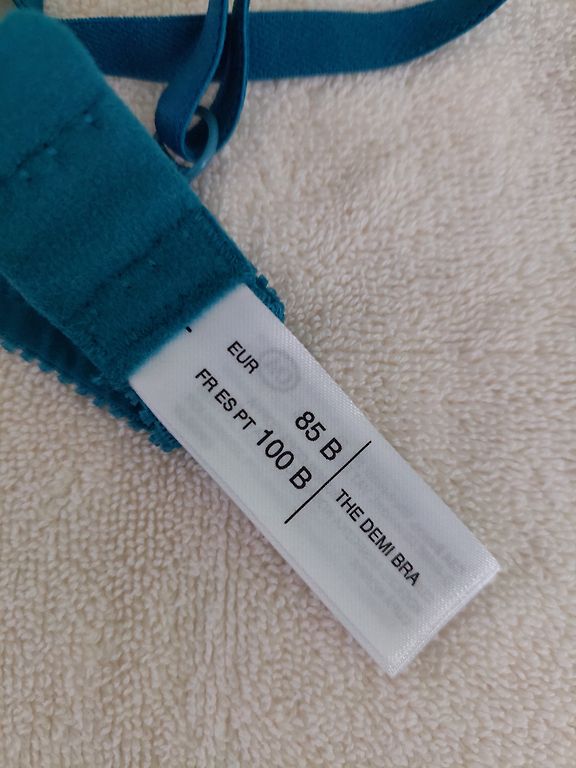 EUR 85 B
FR ES PT 100 B
THE DEMI BRA